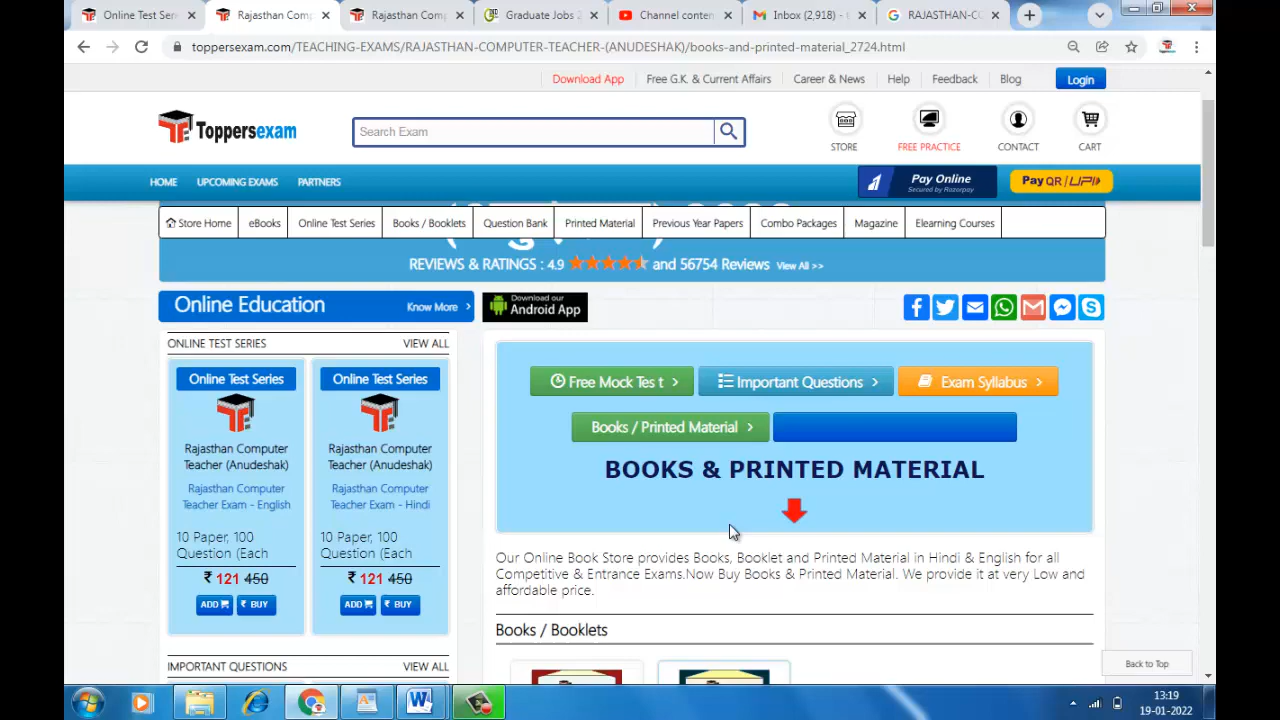 Online Test Ser
Rajasthan Comp
Rajasthan Comp
Graduate Jobs 2
Channel conten
Inbox (2,918) - 
RAJASTHAN-CO
toppersexam.com/TEACHING-EXAMS/RAJASTHAN-COMPUTER-TEACHER-(ANUDESHAK)/books-and-printed-material_2724.html
Download App
Free G.K. & Current Affairs
Career & News
Help
Feedback
Blog
Login
Toppersexam
Search Exam
STORE
FREE PRACTICE
CONTACT
CART
HOME
UPCOMING EXAMS
PARTNERS
Pay Online
Secured by Razorpay
Pay QR / UPI
Store Home
eBooks
Online Test Series
Books / Booklets
Question Bank
Printed Material
Previous Year Papers
Combo Packages
Magazine
Elearning Courses
REVIEWS & RATINGS : 4.9 and 56754 Reviews View All >>
Online Education
Know More >
Download our
Android App
ONLINE TEST SERIES
VIEW ALL
Online Test Series
Rajasthan Computer
Teacher (Anudeshak)
Rajasthan Computer
Teacher Exam - English
10 Paper, 100
Question (Each
₹ 121 450
ADD
₹ BUY
Online Test Series
Rajasthan Computer
Teacher (Anudeshak)
Rajasthan Computer
Teacher Exam - Hindi
10 Paper, 100
Question (Each
₹ 121 450
ADD
₹ BUY
IMPORTANT QUESTIONS
VIEW ALL
Free Mock Tes t >
Important Questions >
Exam Syllabus >
Books / Printed Material >
BOOKS & PRINTED MATERIAL
Our Online Book Store provides Books, Booklet and Printed Material in Hindi & English for all
Competitive & Entrance Exams.Now Buy Books & Printed Material. We provide it at very Low and
affordable price.
Books / Booklets
Back to Top
13:19
19-01-2022